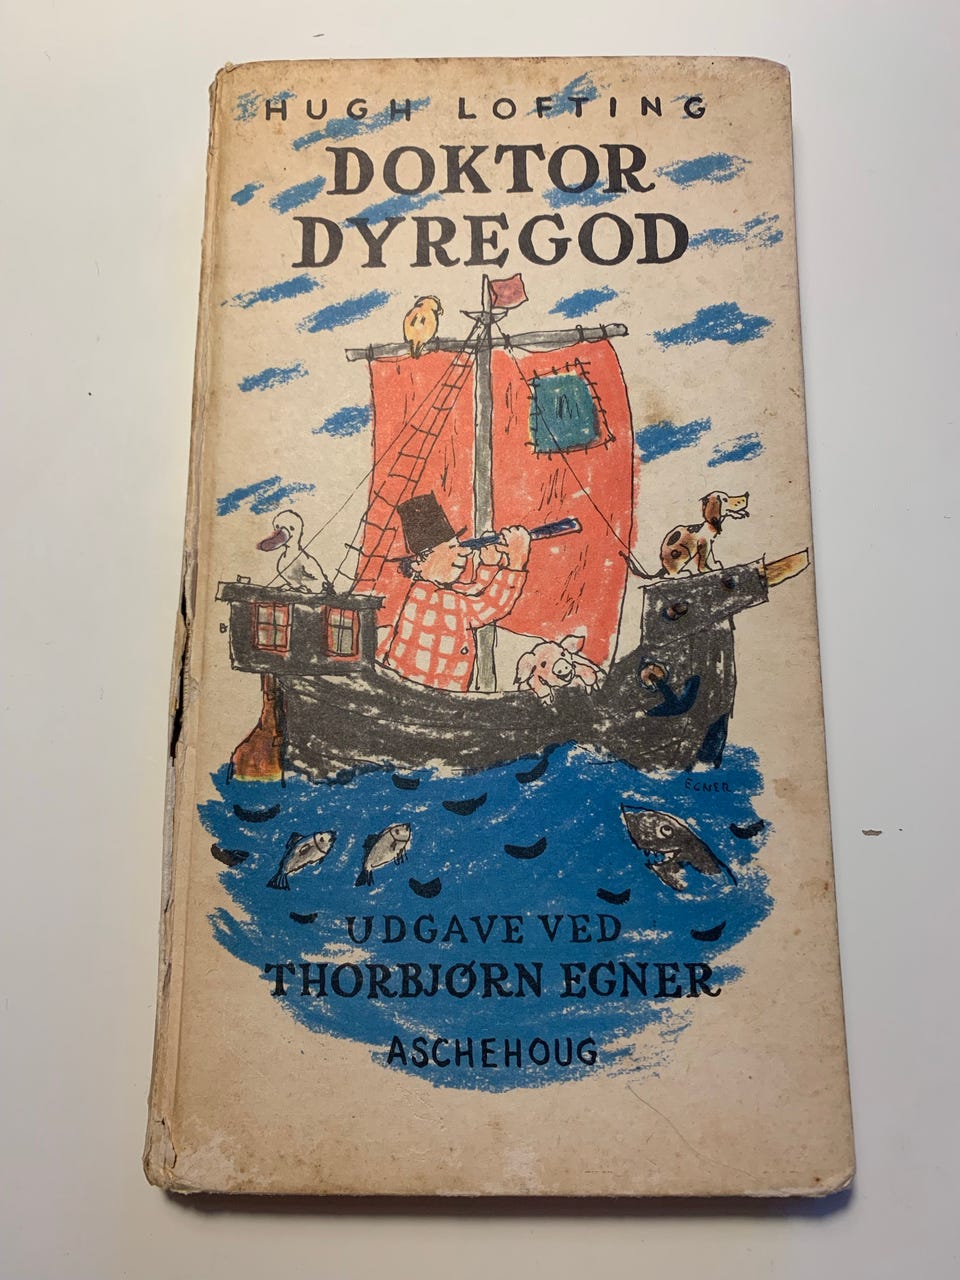 HUGH LOFTING
DOKTOR
DYREGOD
EGNER
UDGAVE VED
THORBJØRN EGNER
ASCHEHOUG